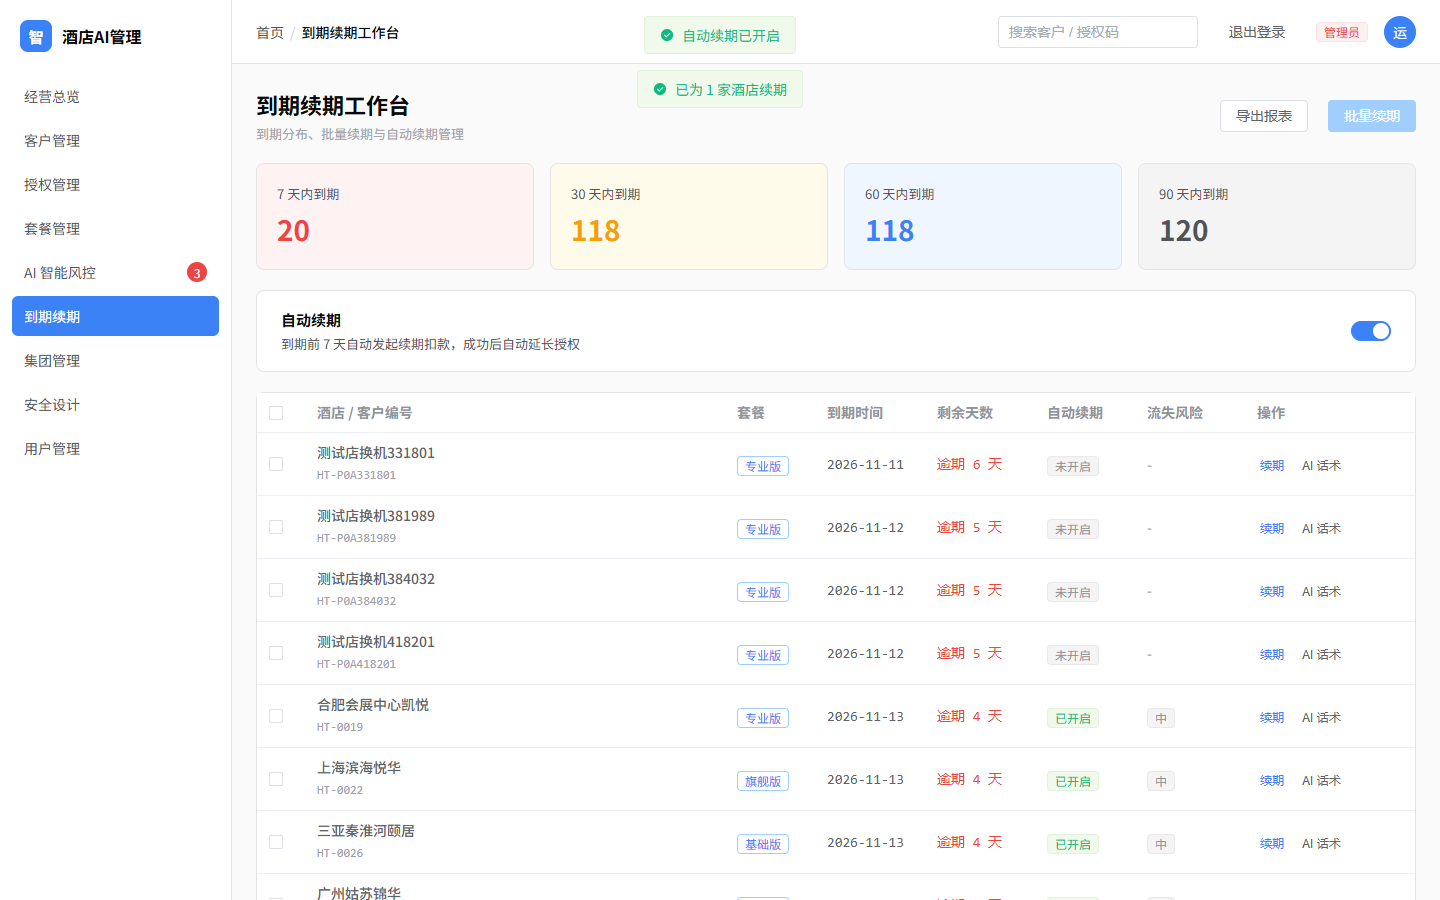 智 酒店AI管理
经营总览
客户管理
授权管理
套餐管理
AI 智能风控 3
到期续期
集团管理
安全设计
用户管理
首页 / 到期续期工作台
自动续期已开启
搜索客户 / 授权码
退出登录
管理员
运
已为 1 家酒店续期
到期续期工作台
到期分布、批量续期与自动续期管理
导出报表
批量续期
7 天内到期
20
30 天内到期
118
60 天内到期
118
90 天内到期
120
自动续期
到期前 7 天自动发起续期扣款，成功后自动延长授权
酒店 / 客户编号 套餐 到期时间 剩余天数 自动续期 流失风险 操作
测试店换机331801
HT-P0A331801
专业版 2026-11-11 逾期 6 天 未开启 - 续期 AI 话术
测试店换机381989
HT-P0A381989
专业版 2026-11-12 逾期 5 天 未开启 - 续期 AI 话术
测试店换机384032
HT-P0A384032
专业版 2026-11-12 逾期 5 天 未开启 - 续期 AI 话术
测试店换机418201
HT-P0A418201
专业版 2026-11-12 逾期 5 天 未开启 - 续期 AI 话术
合肥会展中心凯悦
HT-0019
专业版 2026-11-13 逾期 4 天 已开启 中 续期 AI 话术
上海滨海悦华
HT-0022
旗舰版 2026-11-13 逾期 4 天 已开启 中 续期 AI 话术
三亚秦淮河颐居
HT-0026
基础版 2026-11-13 逾期 4 天 已开启 中 续期 AI 话术
广州姑苏锦华